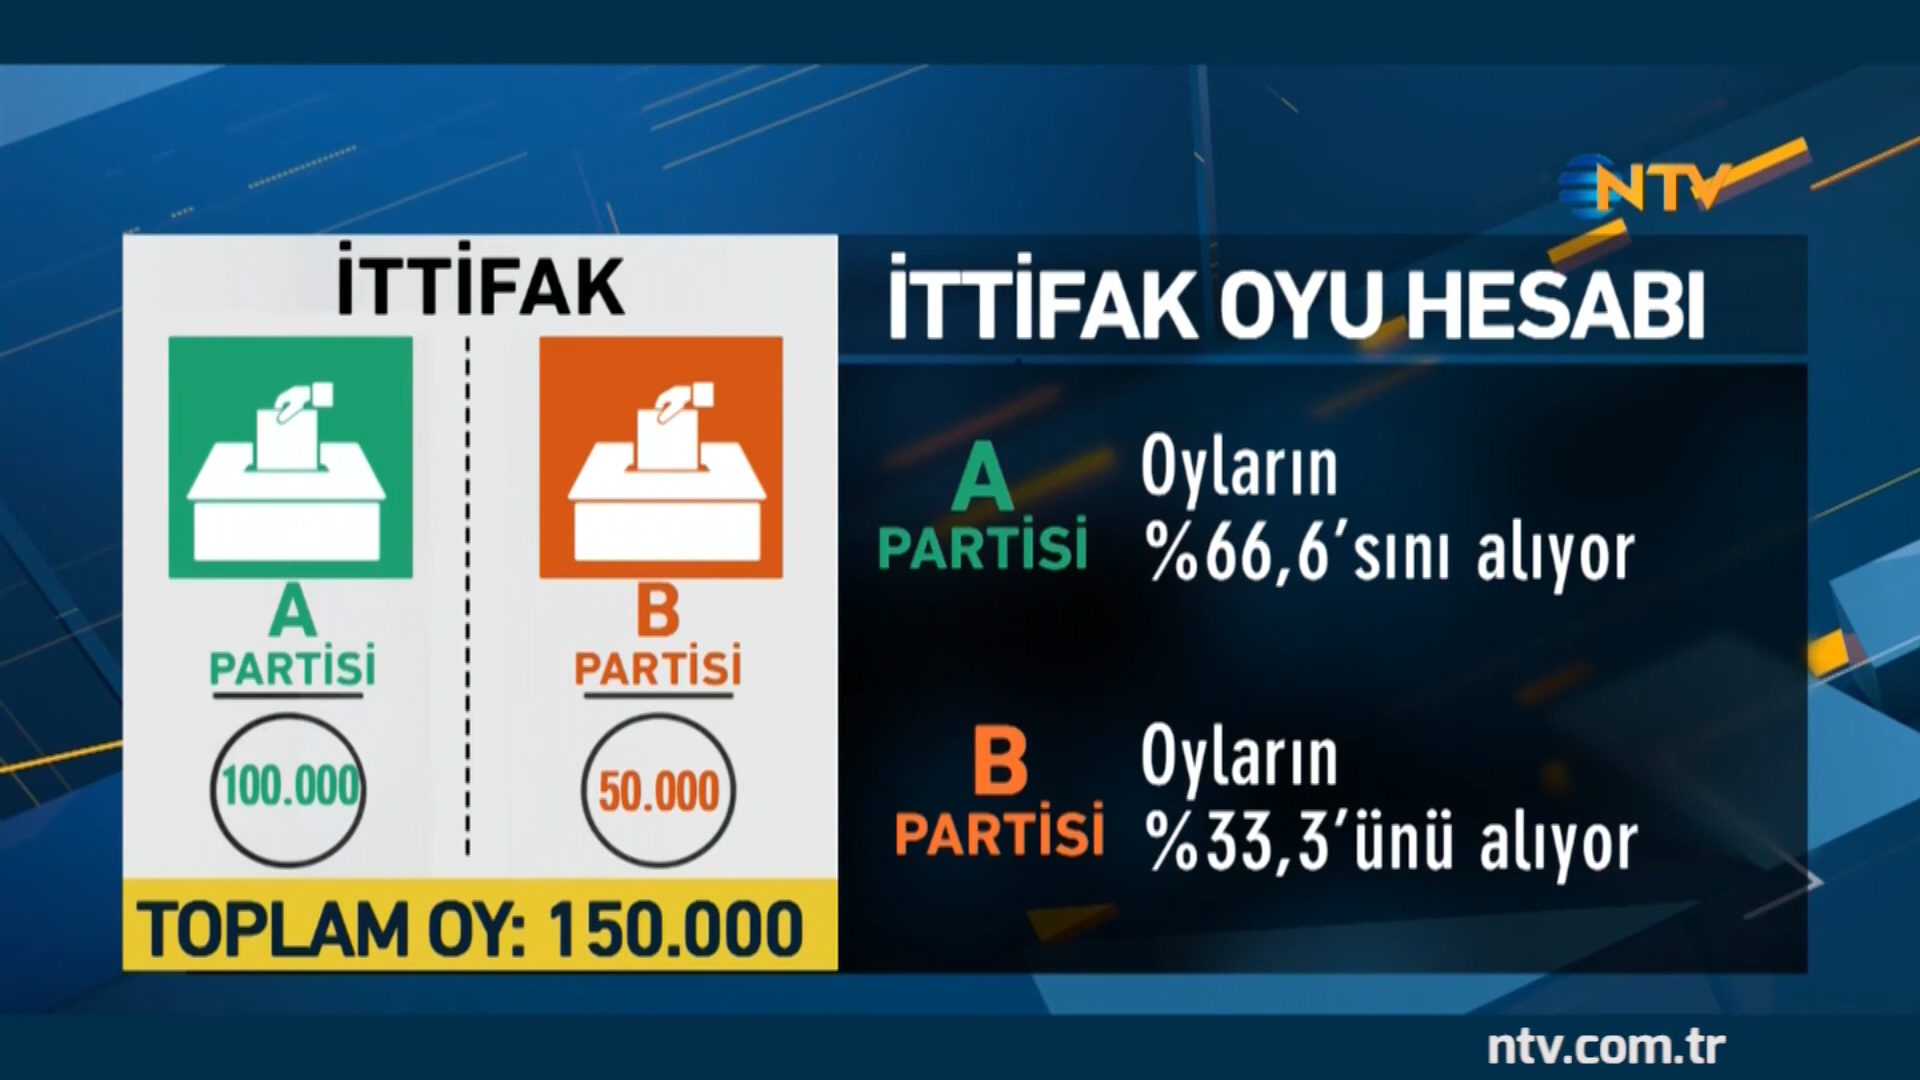 NTV
İTTİFAK
A
PARTİSİ
100.000
B
PARTİSİ
50.000
TOPLAM OY: 150.000
İTTİFAK OYU HESABI
A
PARTİSİ
Oyların
%66,6'sını alıyor
B
PARTİSİ
Oyların
%33,3'ünü alıyor
ntv.com.tr